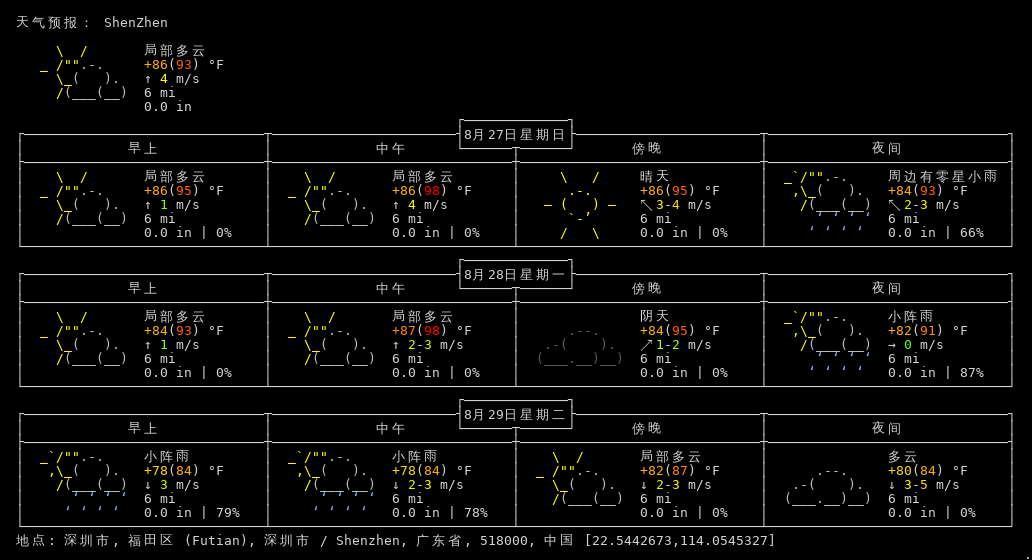 天气预报： ShenZhen
局部多云
+86(93) °F
↑ 4 m/s
6 mi
0.0 in
8月27日星期日
早上 中午 傍晚 夜间
局部多云 局部多云 晴天 周边有零星小雨
+86(95) °F +86(98) °F +86(95) °F +84(93) °F
↑ 1 m/s ↑ 4 m/s ↖ 3-4 m/s ↖ 2-3 m/s
6 mi 6 mi 6 mi 6 mi
0.0 in | 0% 0.0 in | 0% 0.0 in | 0% 0.0 in | 66%
8月28日星期一
早上 中午 傍晚 夜间
局部多云 局部多云 阴天 小阵雨
+84(93) °F +87(98) °F +84(95) °F +82(91) °F
↑ 1 m/s ↑ 2-3 m/s ↗ 1-2 m/s → 0 m/s
6 mi 6 mi 6 mi 6 mi
0.0 in | 0% 0.0 in | 0% 0.0 in | 0% 0.0 in | 87%
8月29日星期二
早上 中午 傍晚 夜间
小阵雨 小阵雨 局部多云 多云
+78(84) °F +78(84) °F +82(87) °F +80(84) °F
↓ 3 m/s ↓ 2-3 m/s ↓ 2-3 m/s ↓ 3-5 m/s
6 mi 6 mi 6 mi 6 mi
0.0 in | 79% 0.0 in | 78% 0.0 in | 0% 0.0 in | 0%
地点: 深圳市, 福田区 (Futian), 深圳市 / Shenzhen, 广东省, 518000, 中国 [22.5442673,114.0545327]